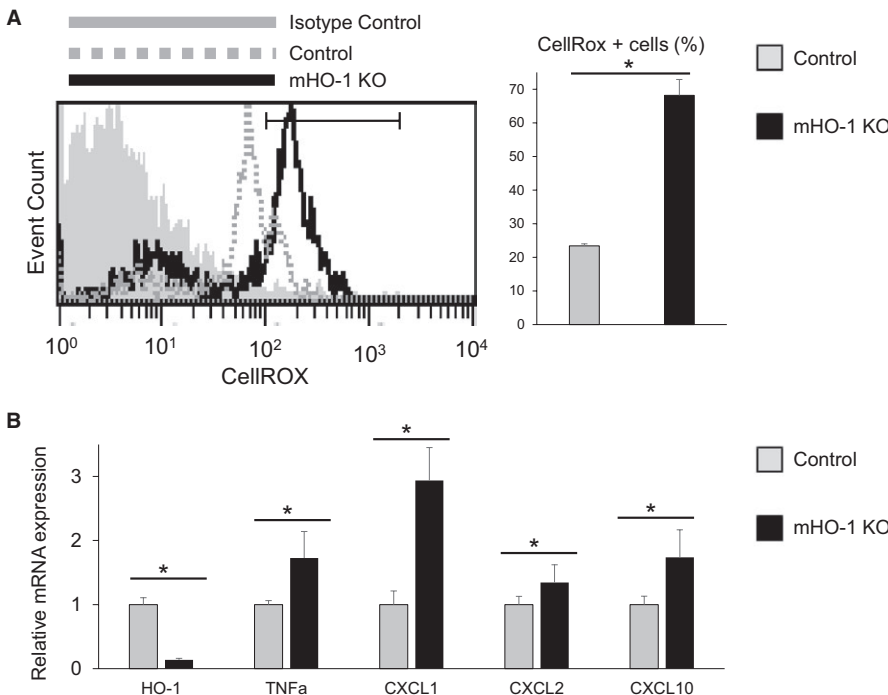 A
Isotype Control
Control
mHO-1 KO
Event Count
10⁰ 10¹ 10² 10³ 10⁴
CellROX
CellRox + cells (%)
*
70
60
50
40
30
20
10
0
Control
mHO-1 KO
B
Relative mRNA expression
3
2
1
0
* * * * *
HO-1 TNFa CXCL1 CXCL2 CXCL10
Control
mHO-1 KO